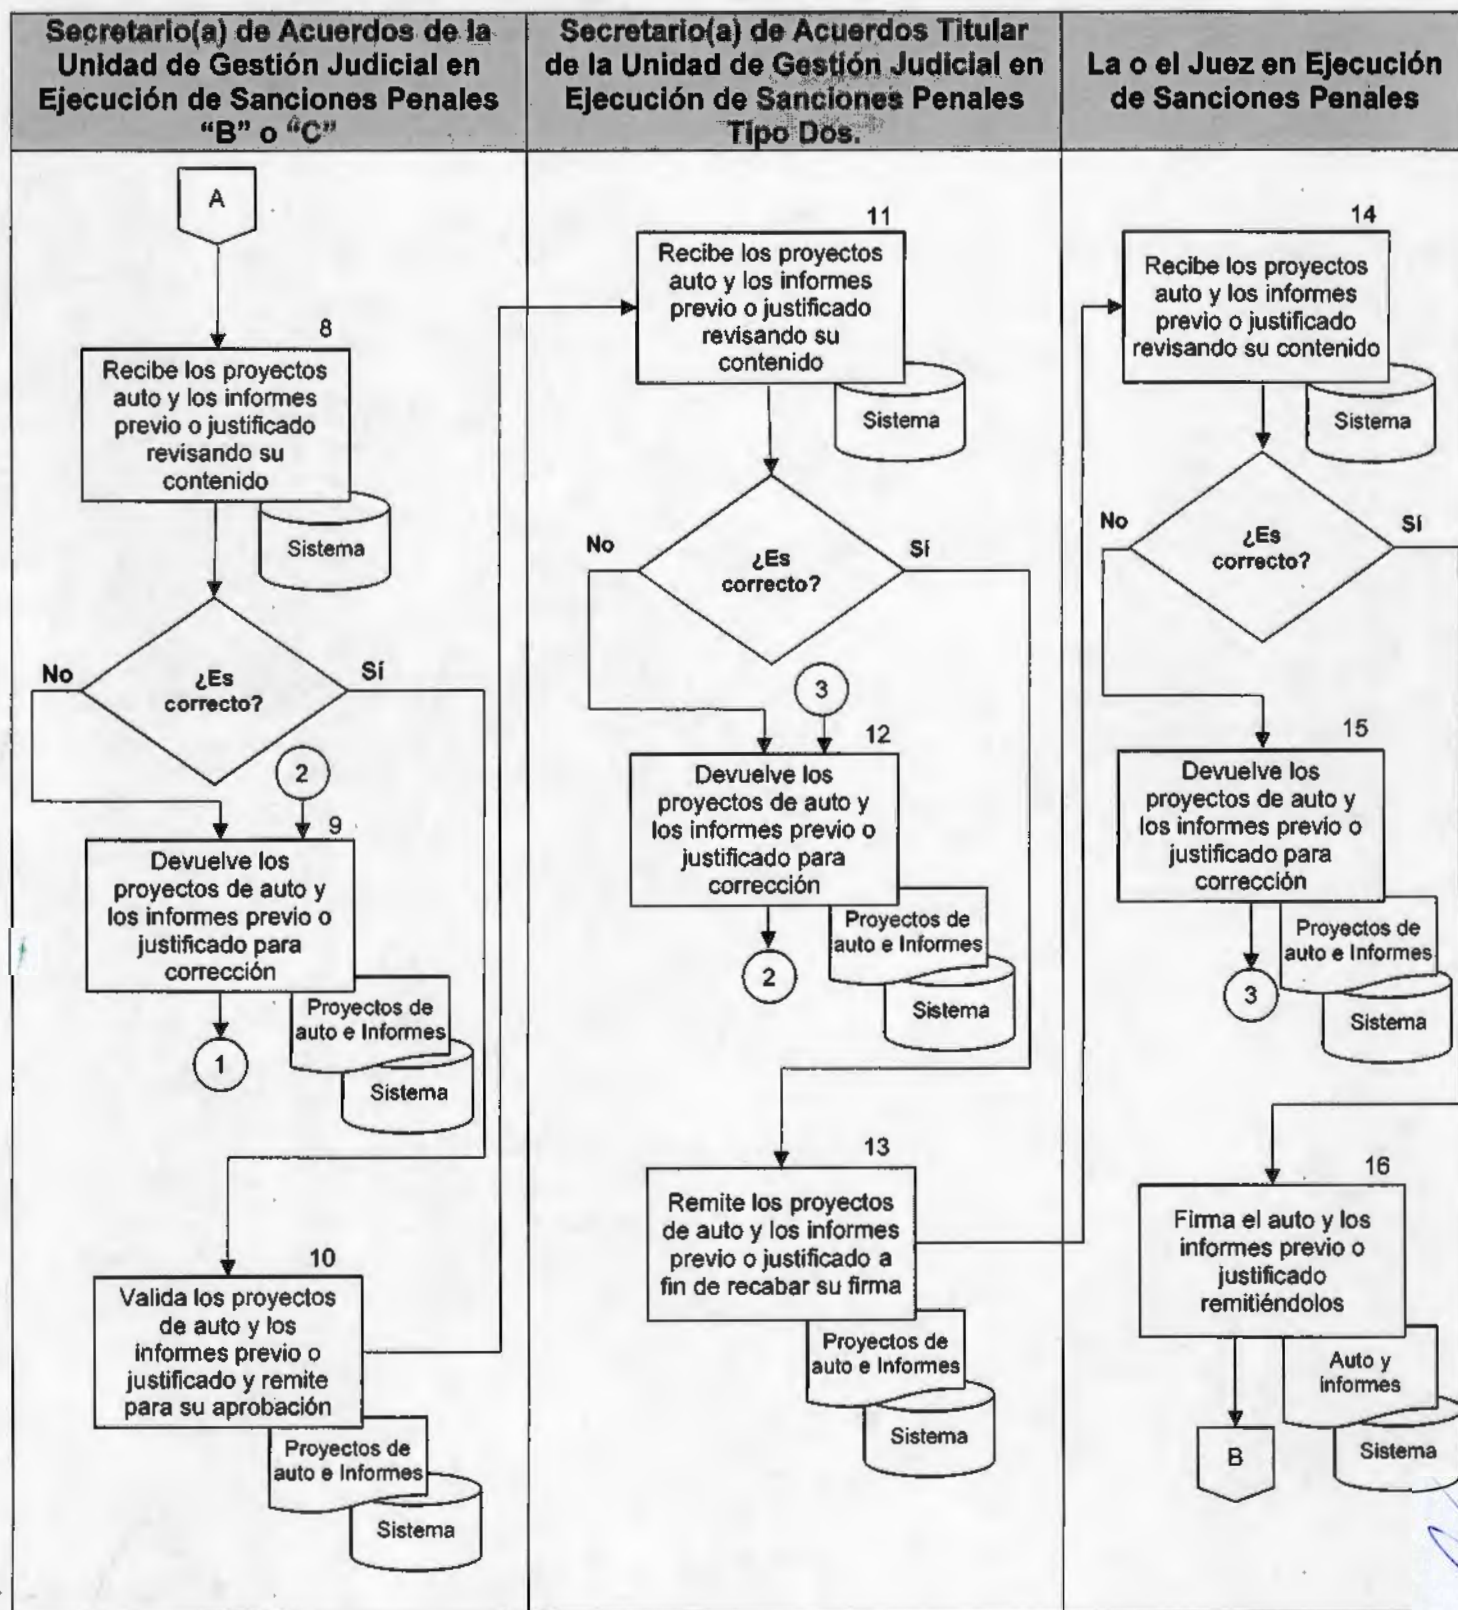 Secretario(a) de Acuerdos de la
Unidad de Gestión Judicial en
Ejecución de Sanciones Penales
“B” o “C”
Secretario(a) de Acuerdos Titular
de la Unidad de Gestión Judicial en
Ejecución de Sanciones Penales
Tipo Dos.
La o el Juez en Ejecución
de Sanciones Penales
A
8
Recibe los proyectos
auto y los informes
previo o justificado
revisando su
contenido
Sistema
¿Es
correcto?
No
Sí
2
9
Devuelve los
proyectos de auto y
los informes previo o
justificado para
corrección
Proyectos de
auto e Informes
Sistema
1
10
Valida los proyectos
de auto y los
informes previo o
justificado y remite
para su aprobación
Proyectos de
auto e Informes
Sistema
11
Recibe los proyectos
auto y los informes
previo o justificado
revisando su
contenido
Sistema
¿Es
correcto?
No
Sí
3
12
Devuelve los
proyectos de auto y
los informes previo o
justificado para
corrección
Proyectos de
auto e Informes
Sistema
2
13
Remite los proyectos
de auto y los informes
previo o justificado a
fin de recabar su firma
Proyectos de
auto e Informes
Sistema
14
Recibe los proyectos
auto y los informes
previo o justificado
revisando su contenido
Sistema
¿Es
correcto?
No
Sí
15
Devuelve los
proyectos de auto y
los informes previo o
justificado para
corrección
Proyectos de
auto e Informes
Sistema
3
16
Firma el auto y los
informes previo o
justificado
remitiéndolos
Auto y
informes
Sistema
B